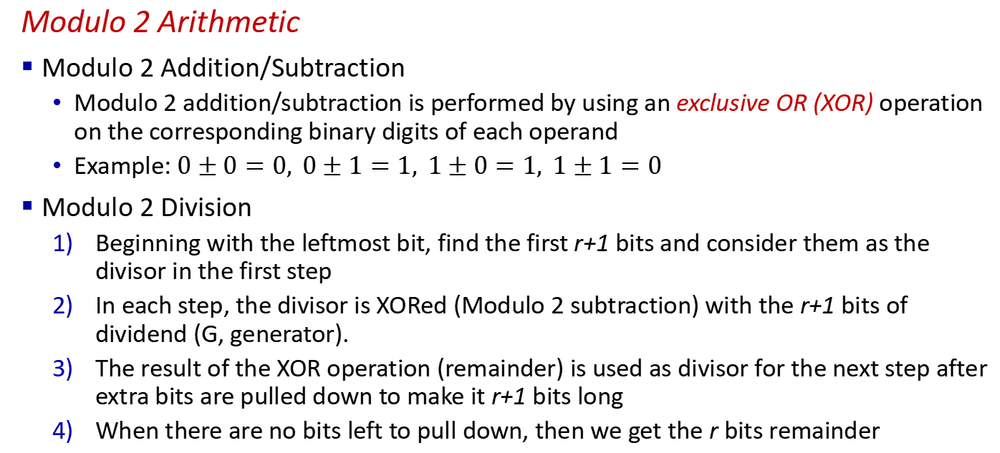 Modulo 2 Arithmetic
▪ Modulo 2 Addition/Subtraction
• Modulo 2 addition/subtraction is performed by using an exclusive OR (XOR) operation
on the corresponding binary digits of each operand
• Example: 0 ± 0 = 0, 0 ± 1 = 1, 1 ± 0 = 1, 1 ± 1 = 0
▪ Modulo 2 Division
1) Beginning with the leftmost bit, find the first r+1 bits and consider them as the
divisor in the first step
2) In each step, the divisor is XORed (Modulo 2 subtraction) with the r+1 bits of
dividend (G, generator).
3) The result of the XOR operation (remainder) is used as divisor for the next step after
extra bits are pulled down to make it r+1 bits long
4) When there are no bits left to pull down, then we get the r bits remainder